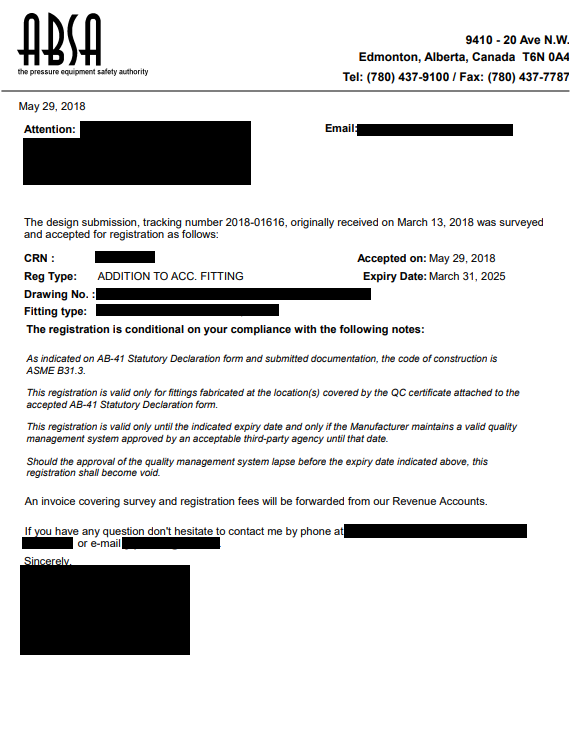 ABSA
the pressure equipment safety authority
9410 - 20 Ave N.W.
Edmonton, Alberta, Canada T6N 0A4
Tel: (780) 437-9100 / Fax: (780) 437-7787
May 29, 2018
Attention:
Email:
The design submission, tracking number 2018-01616, originally received on March 13, 2018 was surveyed
and accepted for registration as follows:
CRN :
Accepted on: May 29, 2018
Reg Type: ADDITION TO ACC. FITTING
Expiry Date: March 31, 2025
Drawing No. :
Fitting type:
The registration is conditional on your compliance with the following notes:
As indicated on AB-41 Statutory Declaration form and submitted documentation, the code of construction is
ASME B31.3.
This registration is valid only for fittings fabricated at the location(s) covered by the QC certificate attached to the
accepted AB-41 Statutory Declaration form.
This registration is valid only until the indicated expiry date and only if the Manufacturer maintains a valid quality
management system approved by an acceptable third-party agency until that date.
Should the approval of the quality management system lapse before the expiry date indicated above, this
registration shall become void.
An invoice covering survey and registration fees will be forwarded from our Revenue Accounts.
If you have any question don't hesitate to contact me by phone at
or e-mail
Sincerely,